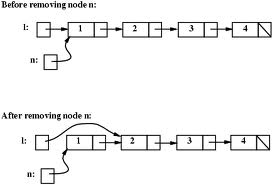 Before removing node n:
l: 1 2 3 4
n:
After removing node n:
l: 1 2 3 4
n: